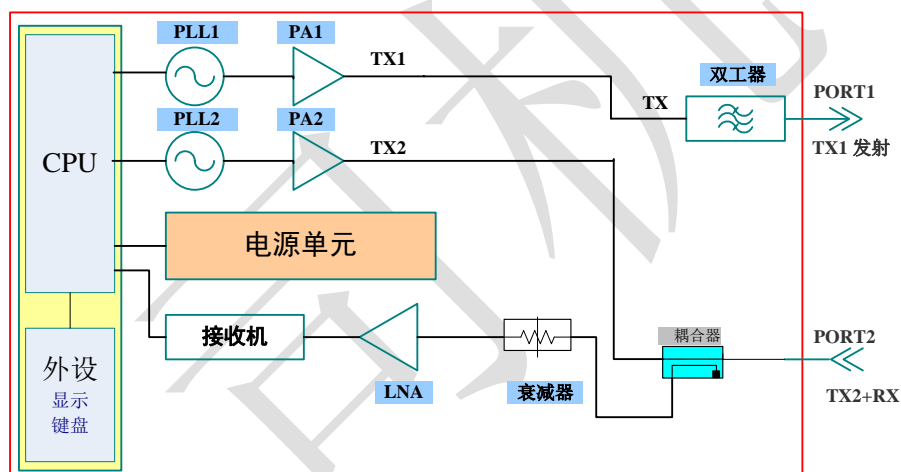 PLL1
PA1
TX1
双工器
TX
PORT1
TX1 发射
PLL2
PA2
TX2
CPU
电源单元
接收机
LNA
衰减器
耦合器
PORT2
TX2+RX
外设
显示
键盘